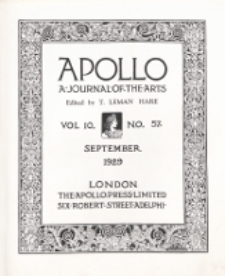 APOLLO
A·JOURNAL·OF·THE·ARTS
Edited by T. LEMAN HARE
VOL. 10. NO. 57.
SEPTEMBER
1929
LONDON
THE·APOLLO·PRESS·LIMITED
SIX·ROBERT·STREET·ADELPHI·